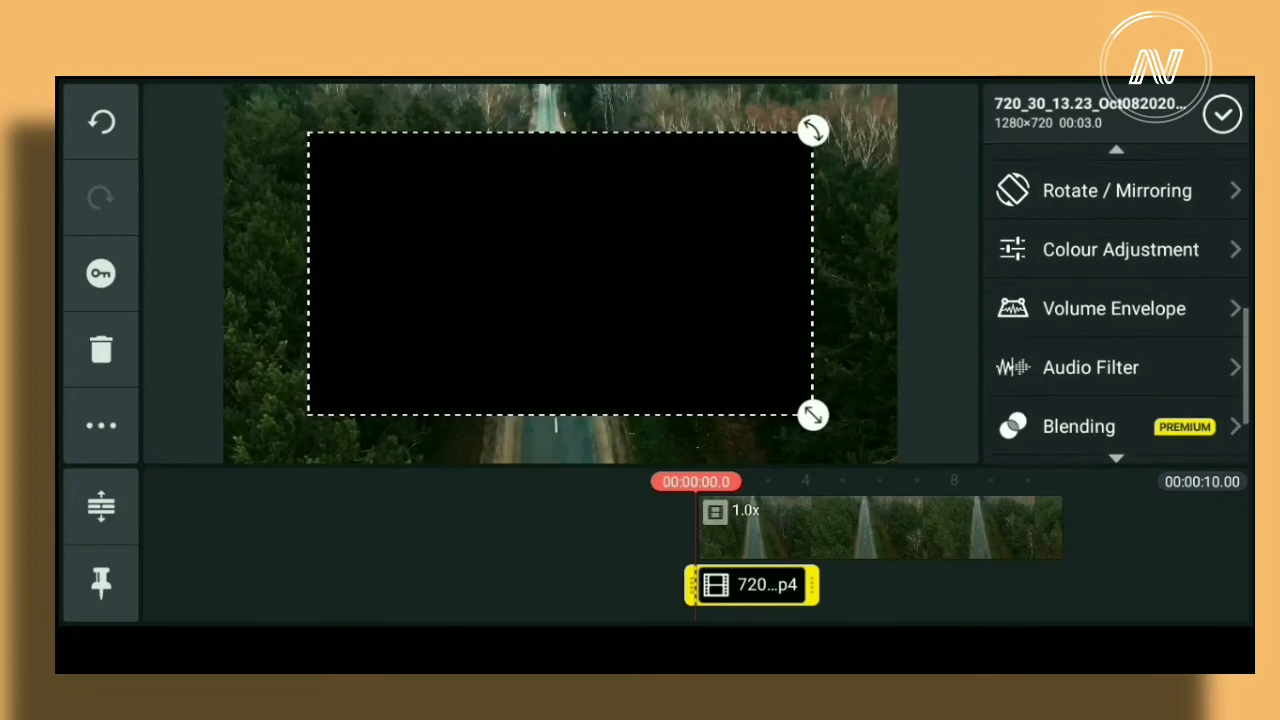 AV
720_30_13.23_Oct082020...
1280×720 00:03.0
Rotate / Mirroring
Colour Adjustment
Volume Envelope
Audio Filter
Blending PREMIUM
00:00:00.0 4 8 00:00:10.00
1.0x
720...p4